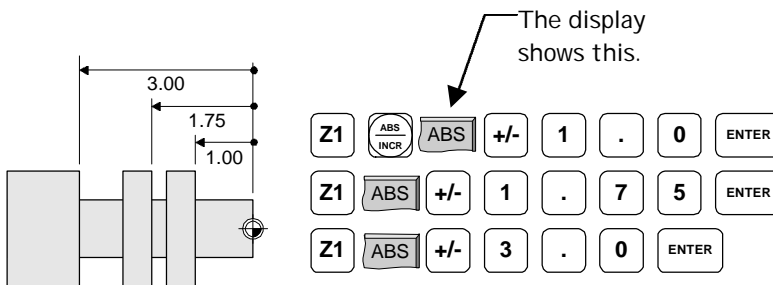 The display
shows this.
3.00
1.75
1.00
Z1 ABS INCR ABS +/- 1 . 0 ENTER
Z1 ABS +/- 1 . 7 5 ENTER
Z1 ABS +/- 3 . 0 ENTER